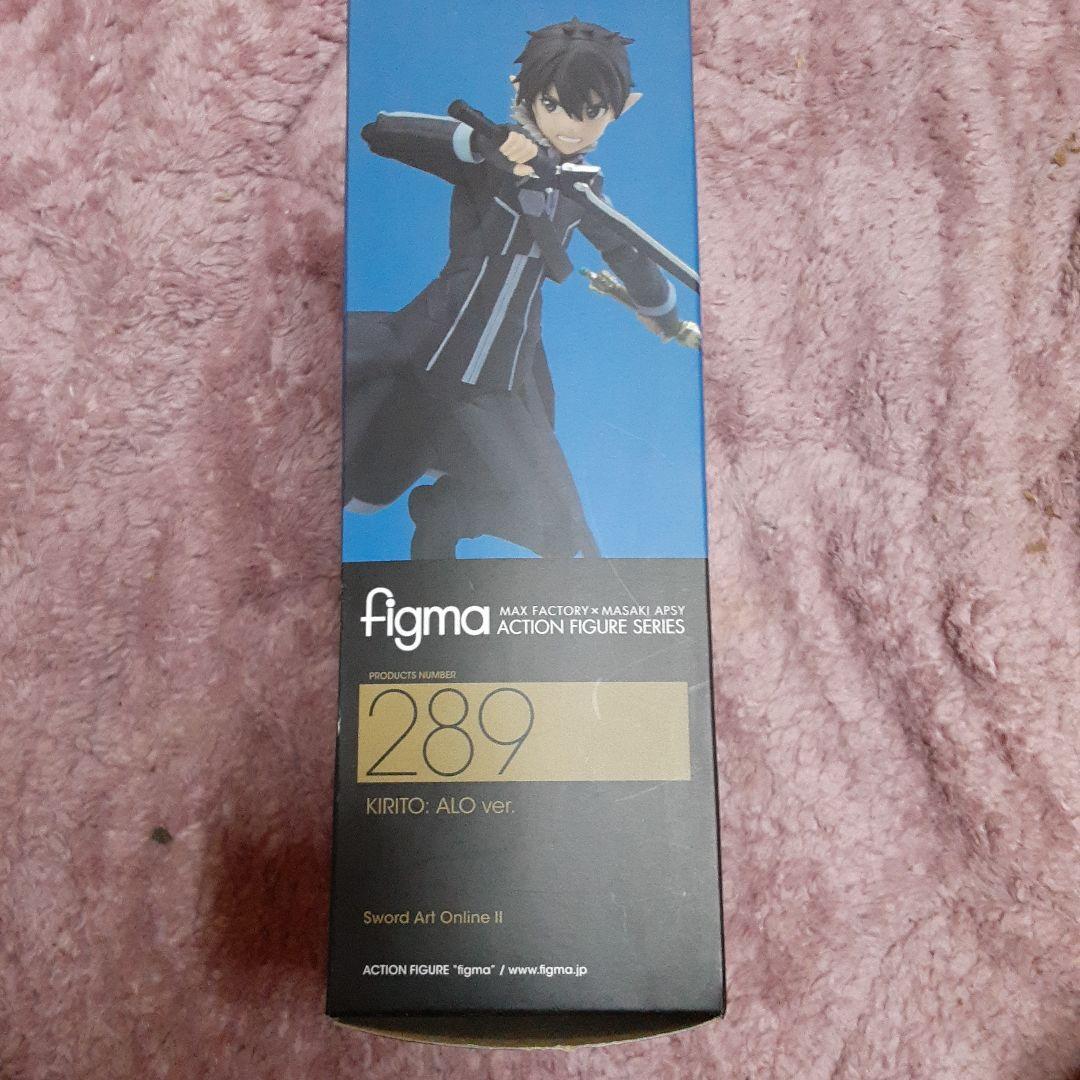 figma MAX FACTORY×MASAKI APSY
ACTION FIGURE SERIES
PRODUCTS NUMBER
289
KIRITO: ALO ver.
Sword Art Online II
ACTION FIGURE "figma" / www.figma.jp